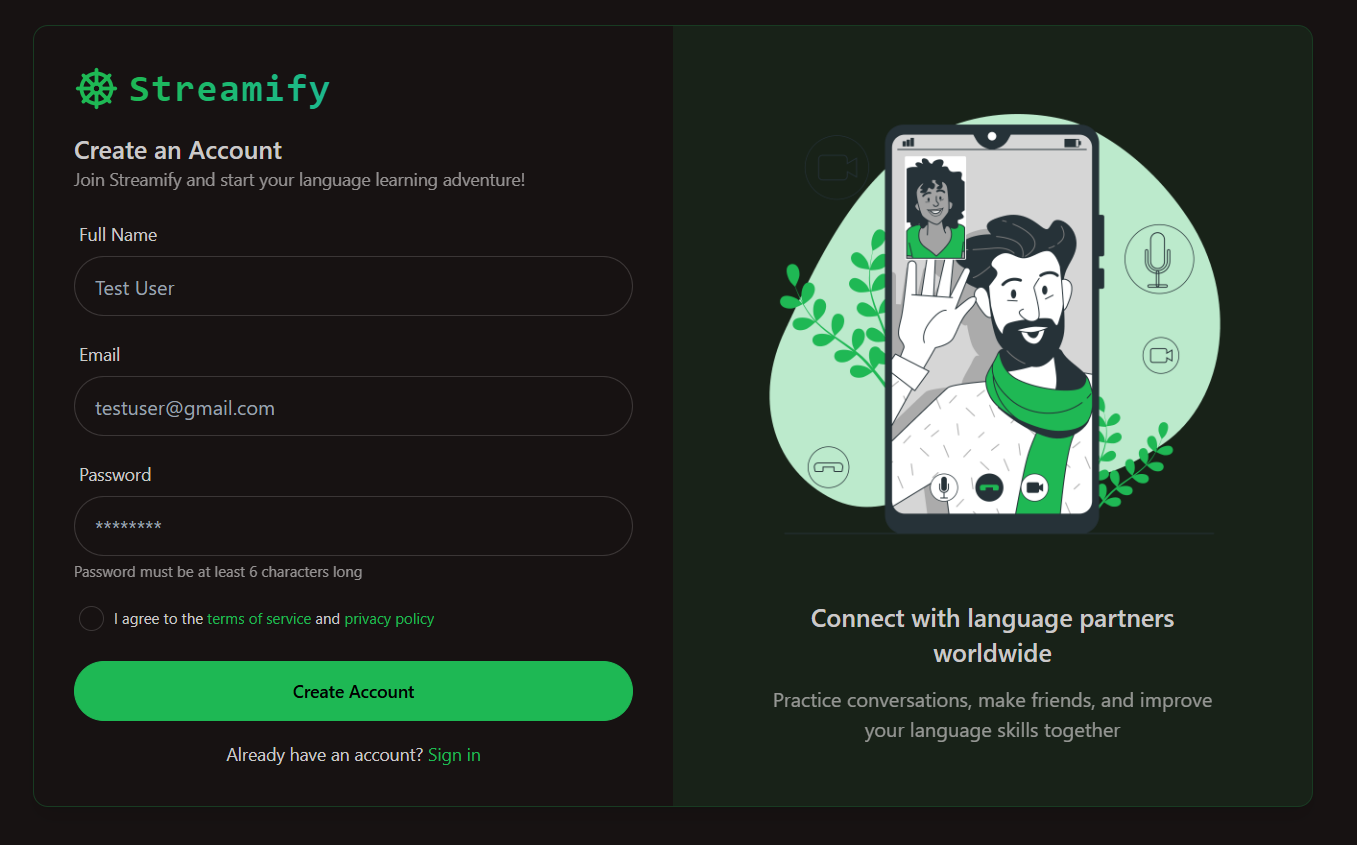 Streamify
Create an Account
Join Streamify and start your language learning adventure!
Full Name
Test User
Email
testuser@gmail.com
Password
********
Password must be at least 6 characters long
I agree to the terms of service and privacy policy
Create Account
Already have an account? Sign in
Connect with language partners
worldwide
Practice conversations, make friends, and improve
your language skills together